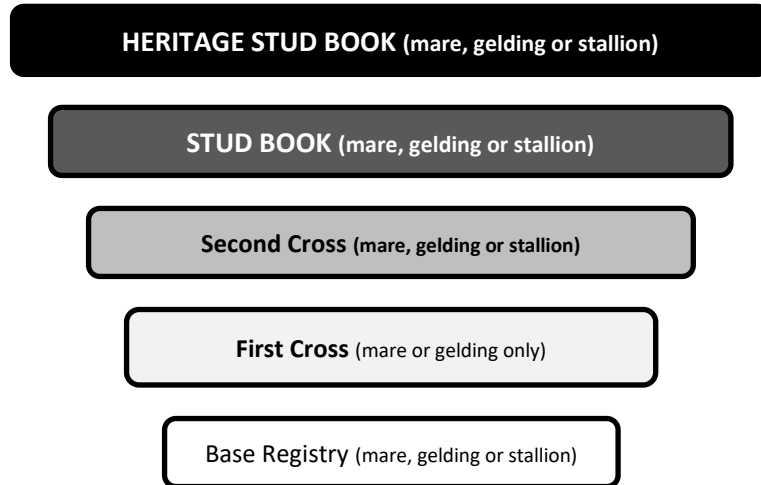 HERITAGE STUD BOOK (mare, gelding or stallion)
STUD BOOK (mare, gelding or stallion)
Second Cross (mare, gelding or stallion)
First Cross (mare or gelding only)
Base Registry (mare, gelding or stallion)